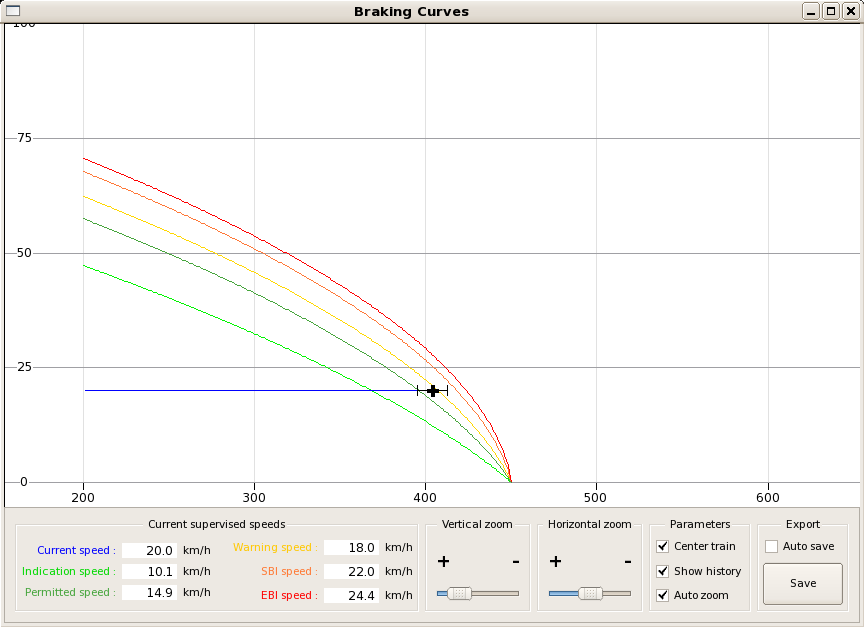 Braking Curves
100
75
50
25
0
200 300 400 500 600
Current supervised speeds
Current speed : 20.0 km/h
Indication speed : 10.1 km/h
Permitted speed : 14.9 km/h
Warning speed : 18.0 km/h
SBI speed : 22.0 km/h
EBI speed : 24.4 km/h
Vertical zoom
+ -
Horizontal zoom
+ -
Parameters
Center train
Show history
Auto zoom
Export
Auto save
Save